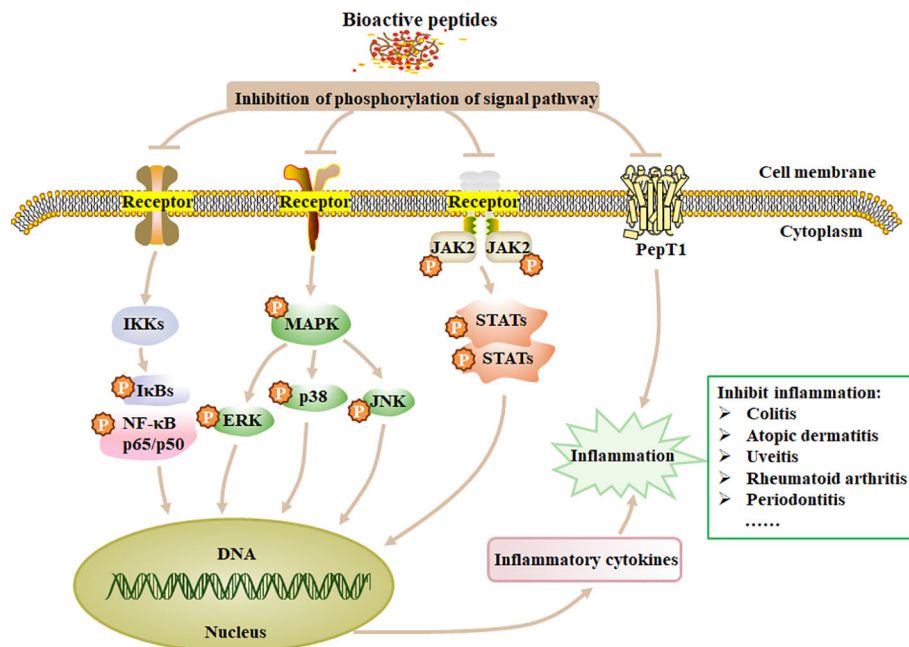 Bioactive peptides
Inhibition of phosphorylation of signal pathway
Cell membrane
Receptor
Receptor
Receptor
Cytoplasm
JAK2
JAK2
PepT1
P
P
P
IKKs
MAPK
P
STATs
P
STATs
P
IκBs
P
p38
P
JNK
P
NF-κB
p65/p50
P
ERK
Inflammation
Inhibit inflammation:
➢ Colitis
➢ Atopic dermatitis
➢ Uveitis
➢ Rheumatoid arthritis
➢ Periodontitis
……
DNA
Nucleus
Inflammatory cytokines